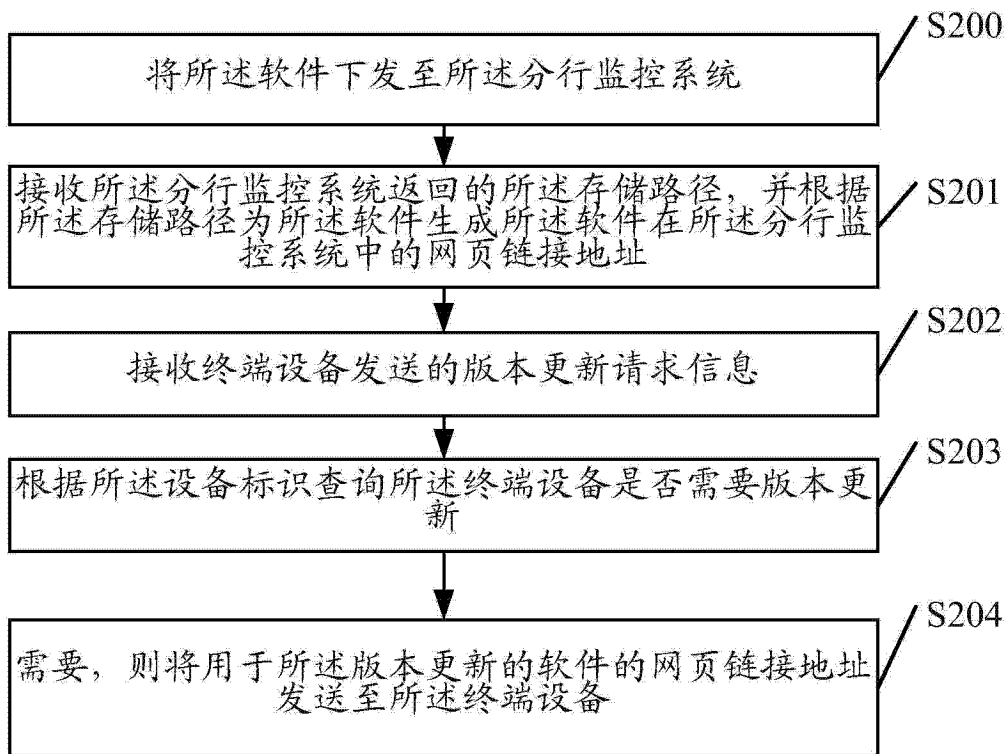 S200
将所述软件下发至所述分行监控系统
S201
接收所述分行监控系统返回的所述存储路径，并根据
所述存储路径为所述软件生成所述软件在所述分行监
控系统中的网页链接地址
S202
接收终端设备发送的版本更新请求信息
S203
根据所述设备标识查询所述终端设备是否需要版本更
新
S204
需要，则将用于所述版本更新的软件的网页链接地址
发送至所述终端设备